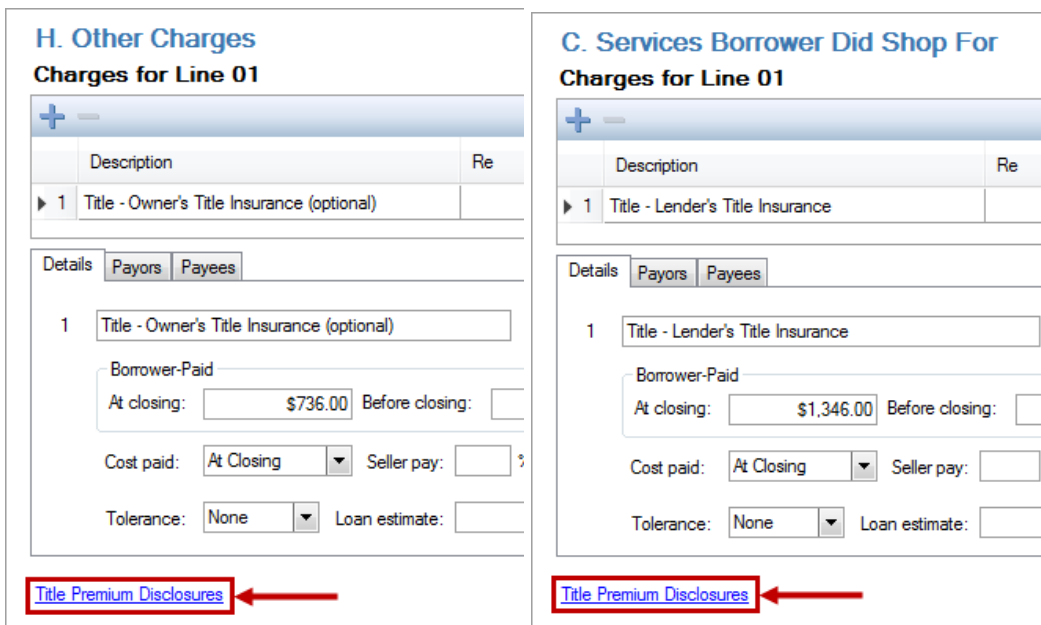 H. Other Charges
Charges for Line 01
Description Re
1 Title - Owner's Title Insurance (optional)
Details Payors Payees
1 Title - Owner's Title Insurance (optional)
Borrower-Paid
At closing: $736.00 Before closing:
Cost paid: At Closing Seller pay: %
Tolerance: None Loan estimate:
Title Premium Disclosures
C. Services Borrower Did Shop For
Charges for Line 01
Description Re
1 Title - Lender's Title Insurance
Details Payors Payees
1 Title - Lender's Title Insurance
Borrower-Paid
At closing: $1,346.00 Before closing:
Cost paid: At Closing Seller pay:
Tolerance: None Loan estimate:
Title Premium Disclosures